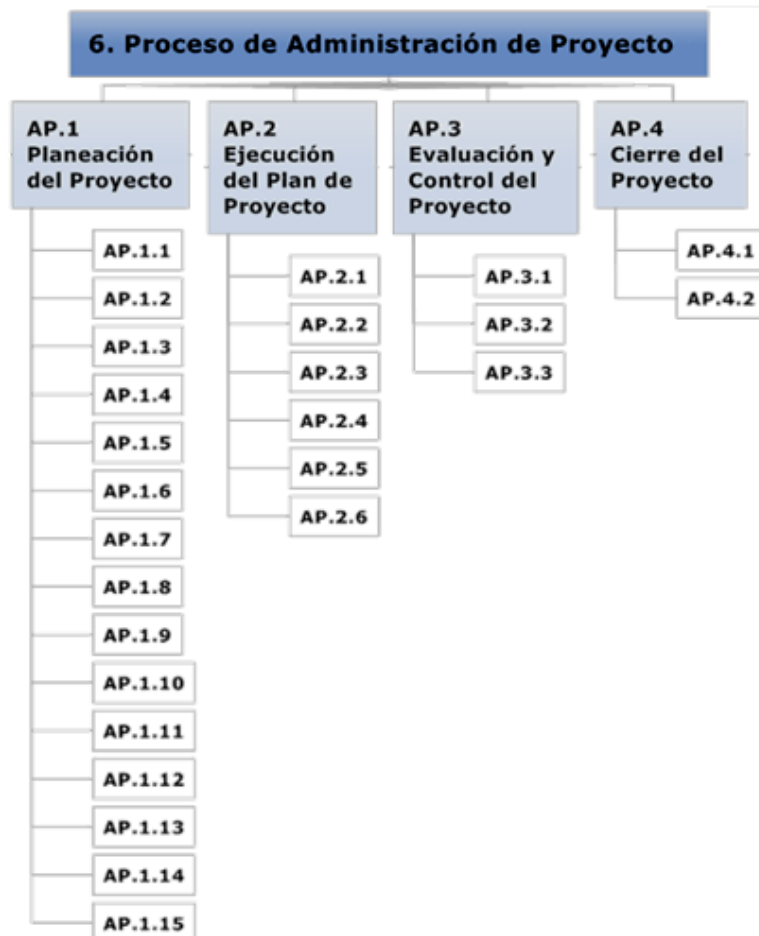 6. Proceso de Administración de Proyecto
AP.1
Planeación
del Proyecto
AP.1.1
AP.1.2
AP.1.3
AP.1.4
AP.1.5
AP.1.6
AP.1.7
AP.1.8
AP.1.9
AP.1.10
AP.1.11
AP.1.12
AP.1.13
AP.1.14
AP.1.15
AP.2
Ejecución
del Plan de
Proyecto
AP.2.1
AP.2.2
AP.2.3
AP.2.4
AP.2.5
AP.2.6
AP.3
Evaluación y
Control del
Proyecto
AP.3.1
AP.3.2
AP.3.3
AP.4
Cierre del
Proyecto
AP.4.1
AP.4.2